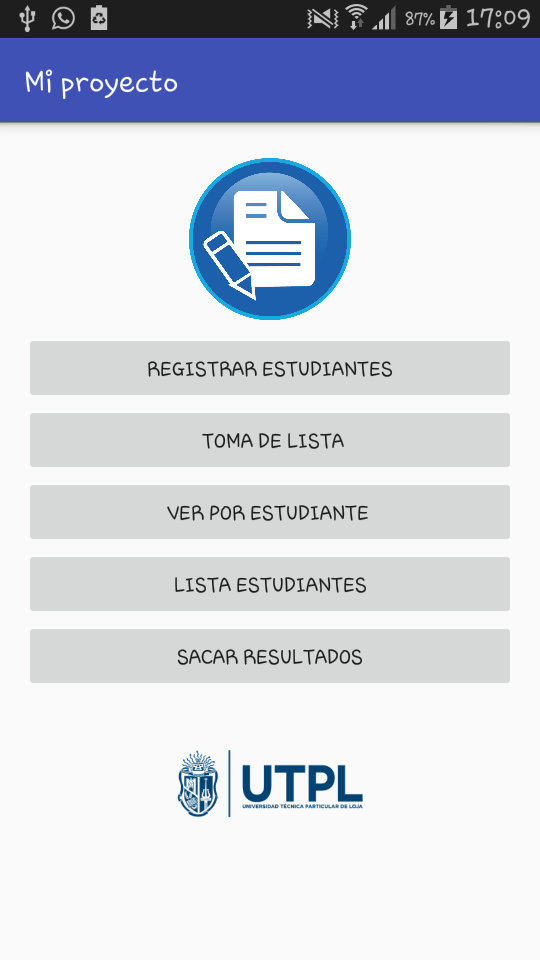 87% 17:09
Mi proyecto
REGISTRAR ESTUDIANTES
TOMA DE LISTA
VER POR ESTUDIANTE
LISTA ESTUDIANTES
SACAR RESULTADOS
UTPL
UNIVERSIDAD TÉCNICA PARTICULAR DE LOJA